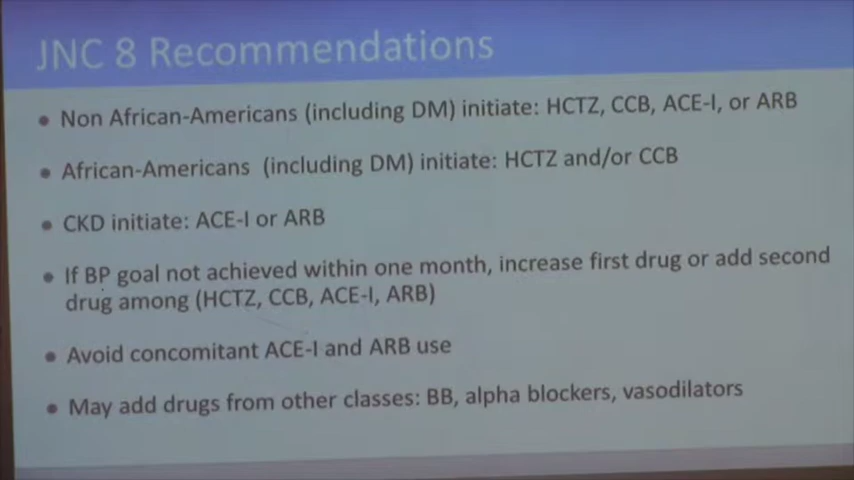 JNC 8 Recommendations
• Non African-Americans (including DM) initiate: HCTZ, CCB, ACE-I, or ARB
• African-Americans (including DM) initiate: HCTZ and/or CCB
• CKD initiate: ACE-I or ARB
• If BP goal not achieved within one month, increase first drug or add second
drug among (HCTZ, CCB, ACE-I, ARB)
• Avoid concomitant ACE-I and ARB use
• May add drugs from other classes: BB, alpha blockers, vasodilators